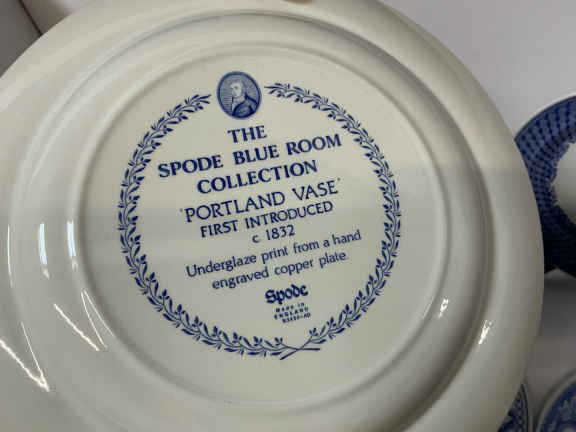 THE
SPODE BLUE ROOM
COLLECTION
'PORTLAND VASE'
FIRST INTRODUCED
c 1832
Underglaze print from a hand
engraved copper plate.
Spode
MADE IN
ENGLAND